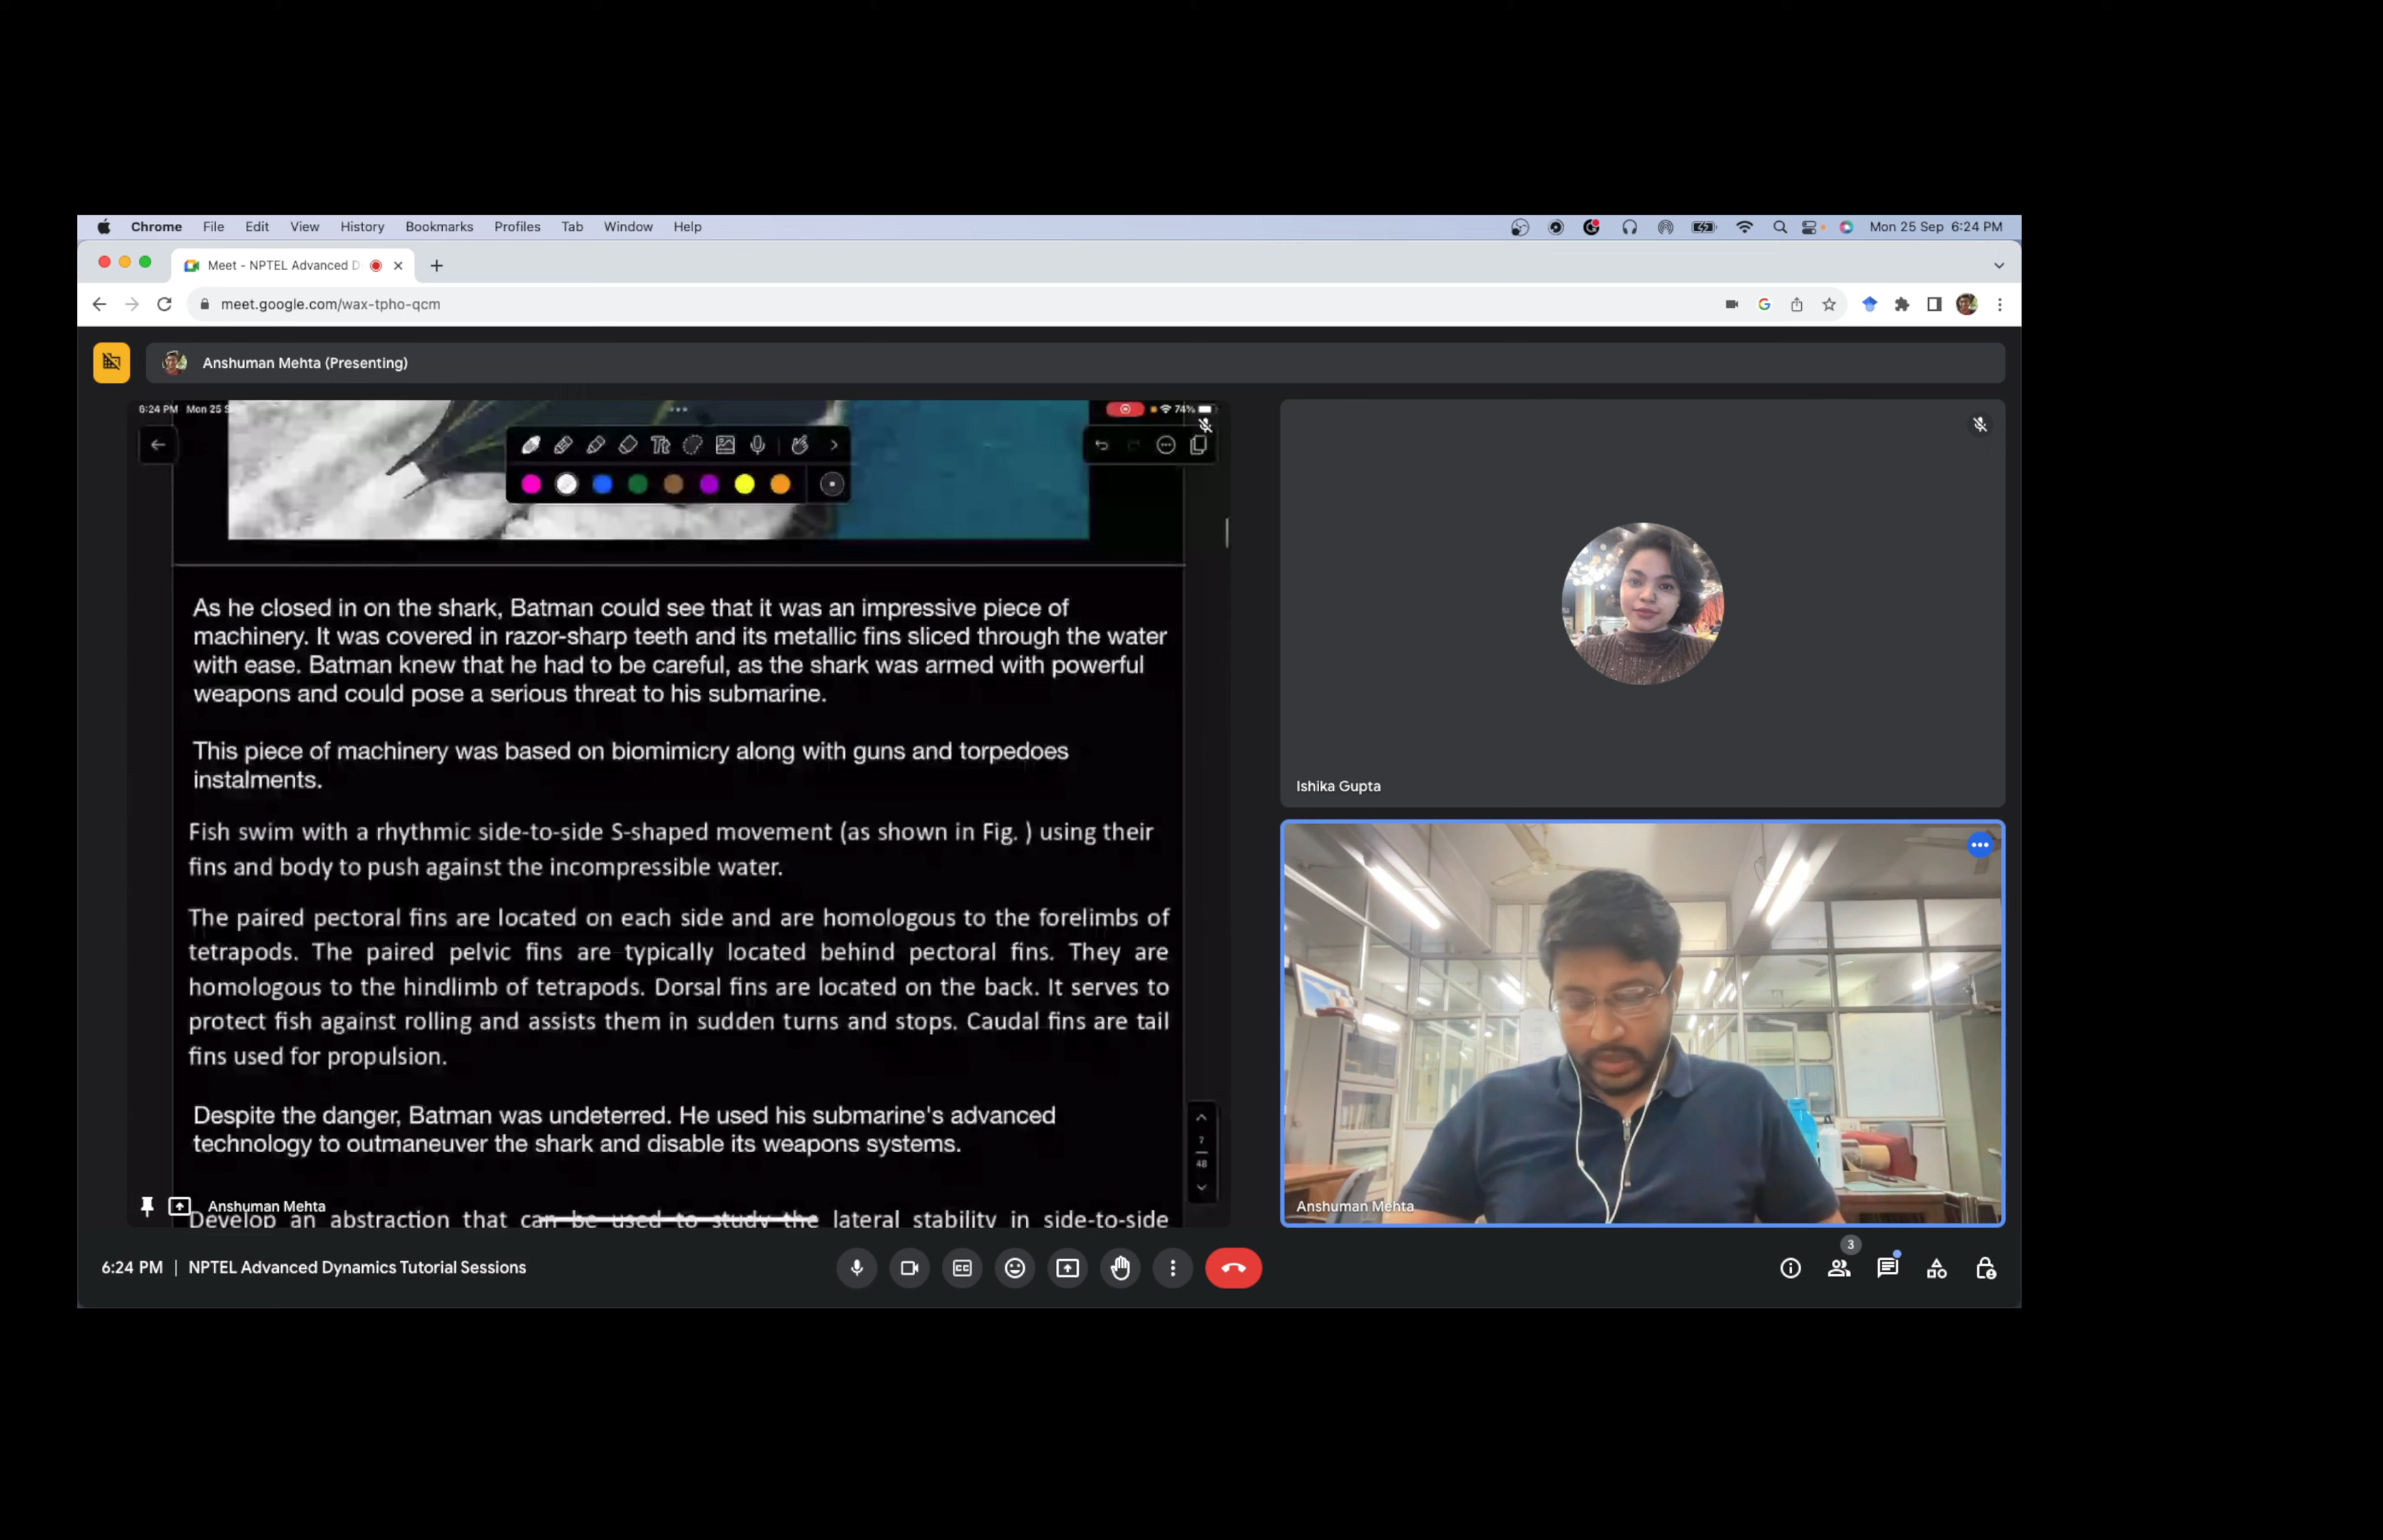 Chrome File Edit View History Bookmarks Profiles Tab Window Help Mon 25 Sep 6:24 PM
Meet - NPTEL Advanced D
meet.google.com/wax-tpho-qcm
Anshuman Mehta (Presenting)
6:24 PM Mon 25 S 74%
As he closed in on the shark, Batman could see that it was an impressive piece of
machinery. It was covered in razor-sharp teeth and its metallic fins sliced through the water
with ease. Batman knew that he had to be careful, as the shark was armed with powerful
weapons and could pose a serious threat to his submarine.
This piece of machinery was based on biomimicry along with guns and torpedoes
instalments.
Fish swim with a rhythmic side-to-side S-shaped movement (as shown in Fig. ) using their
fins and body to push against the incompressible water.
The paired pectoral fins are located on each side and are homologous to the forelimbs of
tetrapods. The paired pelvic fins are typically located behind pectoral fins. They are
homologous to the hindlimb of tetrapods. Dorsal fins are located on the back. It serves to
protect fish against rolling and assists them in sudden turns and stops. Caudal fins are tail
fins used for propulsion.
Despite the danger, Batman was undeterred. He used his submarine's advanced
technology to outmaneuver the shark and disable its weapons systems.
7
48
Anshuman Mehta
Develop an abstraction that can be used to study the lateral stability in side-to-side
Ishika Gupta
Anshuman Mehta
6:24 PM | NPTEL Advanced Dynamics Tutorial Sessions
CC
3